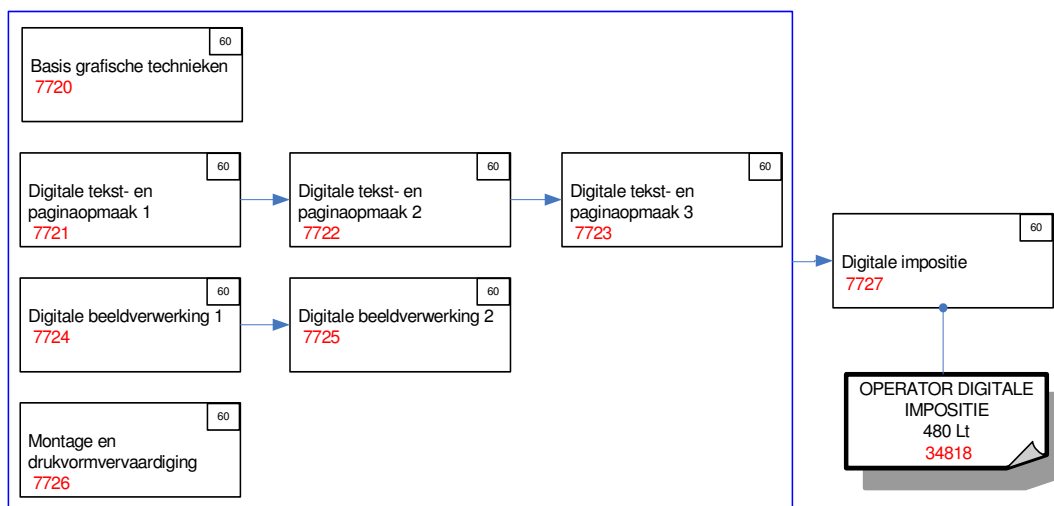 60
Basis grafische technieken
7720
60
Digitale tekst- en
paginaopmaak 1
7721
60
Digitale tekst- en
paginaopmaak 2
7722
60
Digitale tekst- en
paginaopmaak 3
7723
60
Digitale beeldverwerking 1
7724
60
Digitale beeldverwerking 2
7725
60
Montage en
drukvormvervaardiging
7726
60
Digitale impositie
7727
OPERATOR DIGITALE
IMPOSITIE
480 Lt
34818